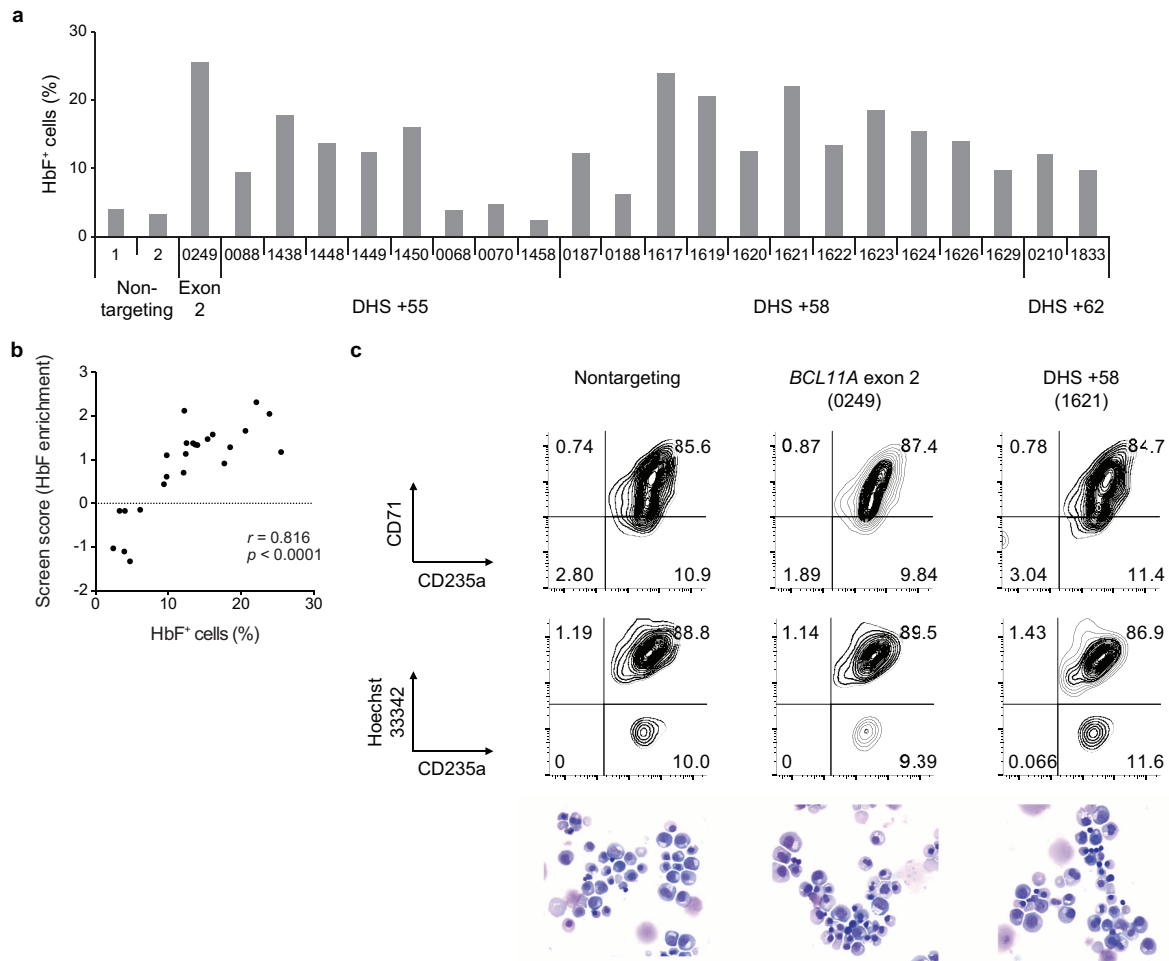 a
HbF⁺ cells (%)
30
20
10
0
1 2 0249 0088 1438 1448 1449 1450 0068 0070 1458 0187 0188 1617 1619 1620 1621 1622 1623 1624 1626 1629 0210 1833
Non-
targeting
Exon
2
DHS +55
DHS +58
DHS +62
b
Screen score (HbF enrichment)
3
2
1
0
-1
-2
r = 0.816
p < 0.0001
0 10 20 30
HbF⁺ cells (%)
c
Nontargeting
BCL11A exon 2
(0249)
DHS +58
(1621)
CD71
CD235a
0.74 85.6
2.80 10.9
0.87 87.4
1.89 9.84
0.78 84.7
3.04 11.4
Hoechst
33342
CD235a
1.19 88.8
0 10.0
1.14 89.5
0 9.39
1.43 86.9
0.066 11.6